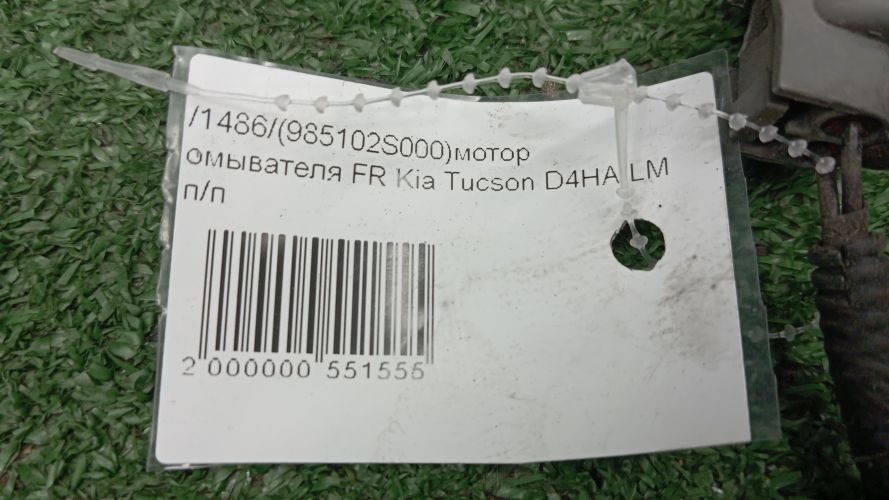 /1486/(985102S000)мотор
омывателя FR Kia Tucson D4HA LM
п/п
2 000000 551555